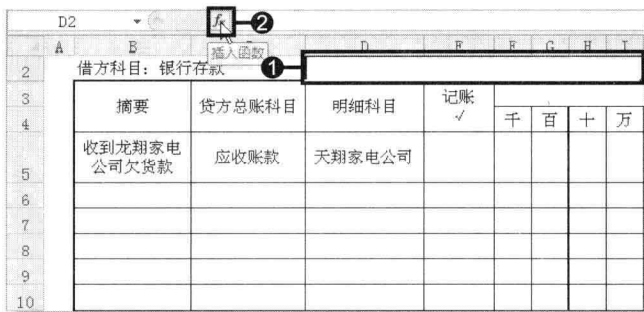 D2
fx
❷
插入函数
A B D E F G H I
2 借方科目：银行存款 ❶
3 摘要 贷方总账科目 明细科目 记账
4 √ 千 百 十 万
收到龙翔家电
公司欠货款 应收账款 天翔家电公司
5
6
7
8
9
10